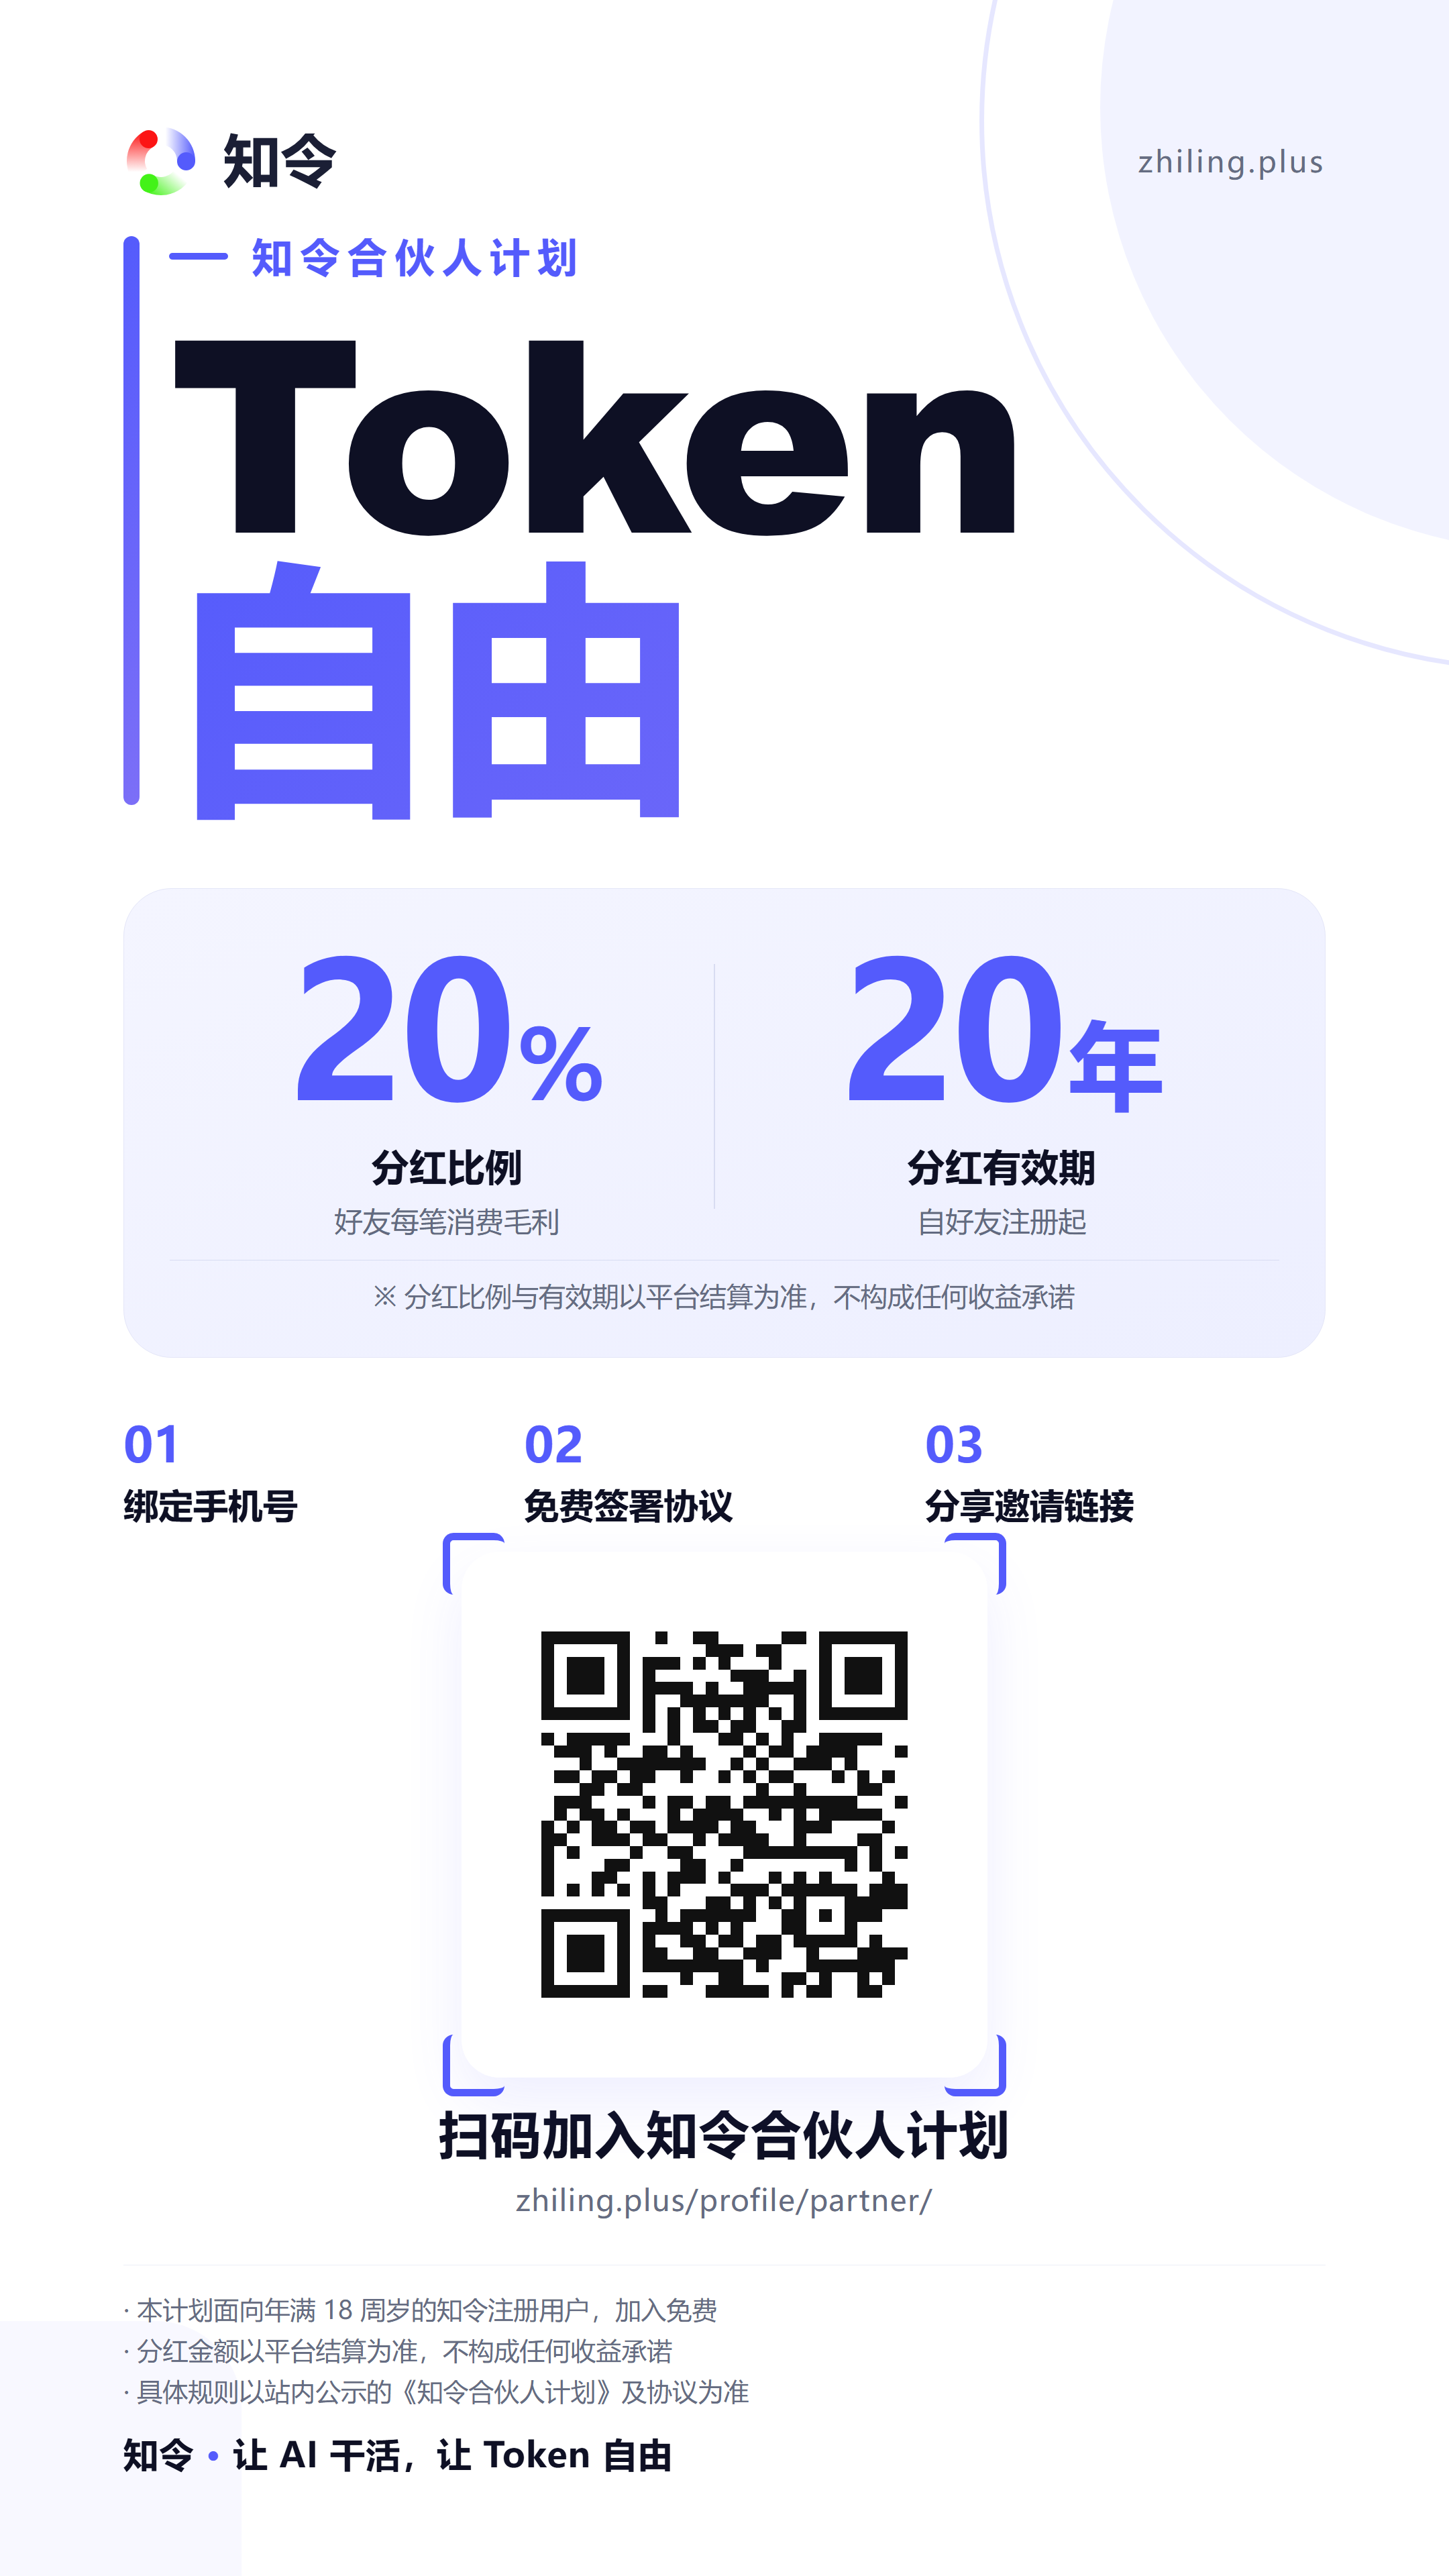 知令
zhiling.plus
知令合伙人计划
Token
自由
20%
分红比例
好友每笔消费毛利
20年
分红有效期
自好友注册起
※ 分红比例与有效期以平台结算为准，不构成任何收益承诺
01
绑定手机号
02
免费签署协议
03
分享邀请链接
扫码加入知令合伙人计划
zhiling.plus/profile/partner/
· 本计划面向年满 18 周岁的知令注册用户，加入免费
· 分红金额以平台结算为准，不构成任何收益承诺
· 具体规则以站内公示的《知令合伙人计划》及协议为准
知令 • 让 AI 干活，让 Token 自由